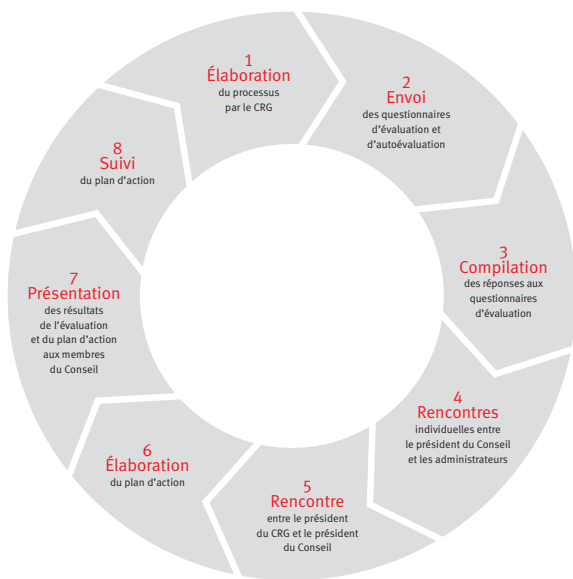 1
Élaboration
du processus
par le CRG
2
Envoi
des questionnaires
d'évaluation et
d'autoévaluation
3
Compilation
des réponses aux
questionnaires
d'évaluation
4
Rencontres
individuelles entre
le président du Conseil
et les administrateurs
5
Rencontre
entre le président
du CRG et le président
du Conseil
6
Élaboration
du plan d'action
7
Présentation
des résultats
de l'évaluation
et du plan d'action
aux membres
du Conseil
8
Suivi
du plan d'action